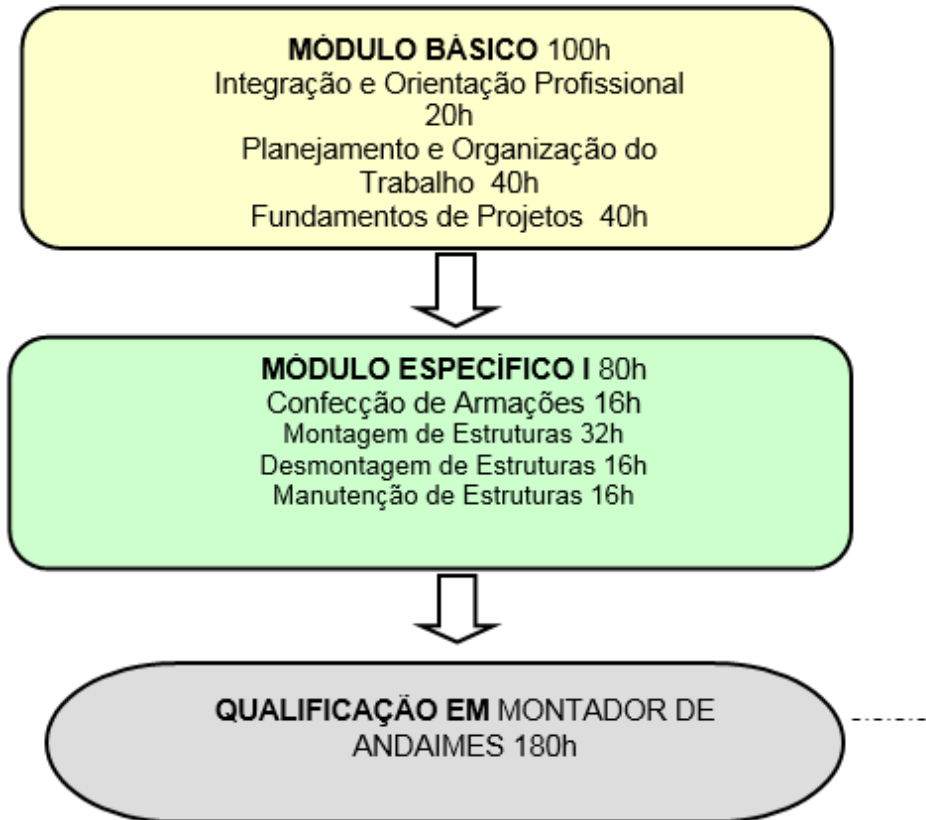 MÓDULO BÁSICO 100h
Integração e Orientação Profissional
20h
Planejamento e Organização do
Trabalho 40h
Fundamentos de Projetos 40h
MÓDULO ESPECÍFICO I 80h
Confecção de Armações 16h
Montagem de Estruturas 32h
Desmontagem de Estruturas 16h
Manutenção de Estruturas 16h
QUALIFICAÇÃO EM MONTADOR DE
ANDAIMES 180h